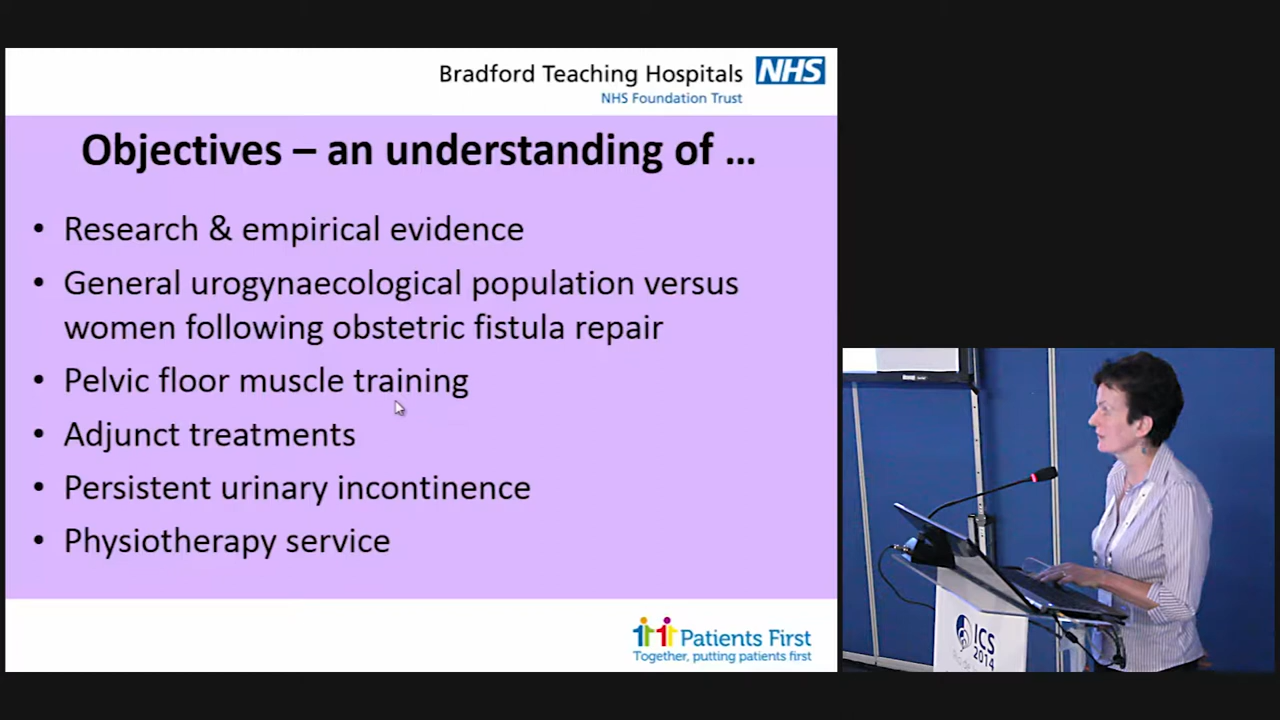 Bradford Teaching Hospitals NHS
NHS Foundation Trust
Objectives – an understanding of ...
• Research & empirical evidence
• General urogynaecological population versus
women following obstetric fistula repair
• Pelvic floor muscle training
• Adjunct treatments
• Persistent urinary incontinence
• Physiotherapy service
Patients First
Together, putting patients first
ICS
2014